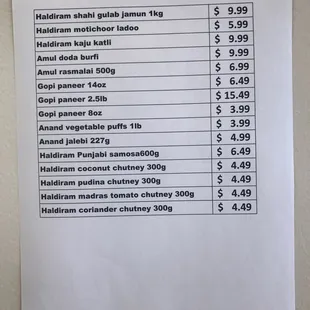 Haldiram shahi gulab jamun 1kg $ 9.99
Haldiram motichoor ladoo $ 5.99
Haldiram kaju katli $ 9.99
Amul doda burfi $ 9.99
Amul rasmalai 500g $ 6.99
Gopi paneer 14oz $ 6.49
Gopi paneer 2.5lb $ 15.49
Gopi paneer 8oz $ 3.99
Anand vegetable puffs 1lb $ 3.99
Anand jalebi 227g $ 4.99
Haldiram Punjabi samosa600g $ 6.49
Haldiram coconut chutney 300g $ 4.49
Haldiram pudina chutney 300g $ 4.49
Haldiram madras tomato chutney 300g $ 4.49
Haldiram coriander chutney 300g $ 4.49